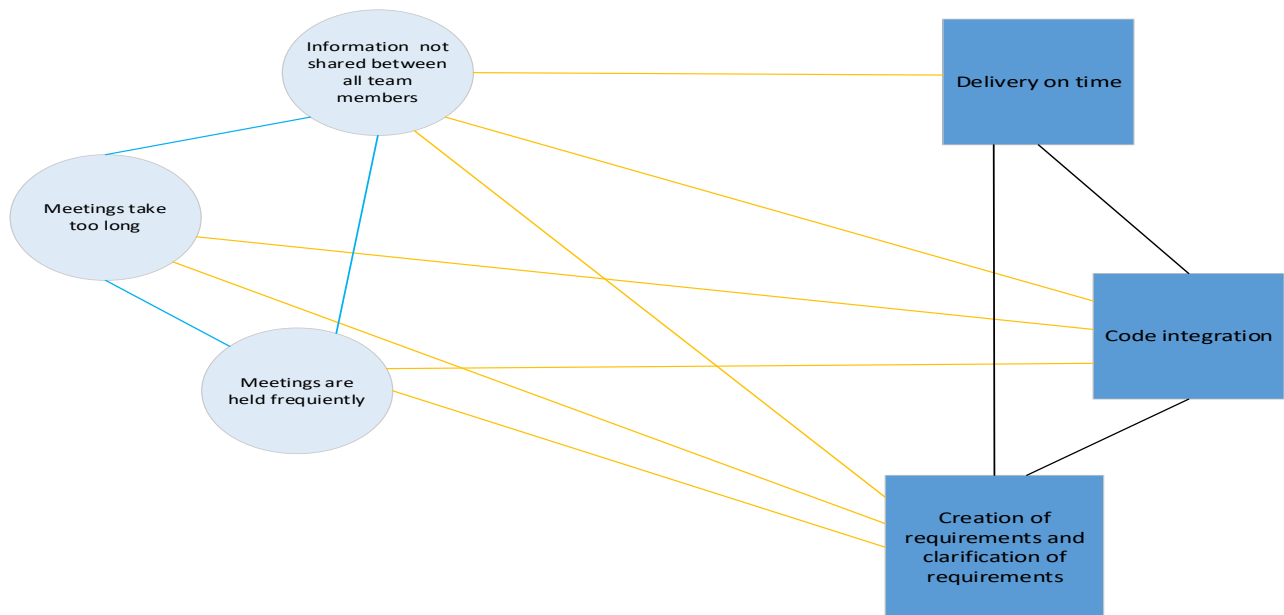 Information  not
shared between
all team
members
Delivery on time
Meetings take
too long
Code integration
Meetings are
held frequiently
Creation of
requirements and
clarification of
requirements